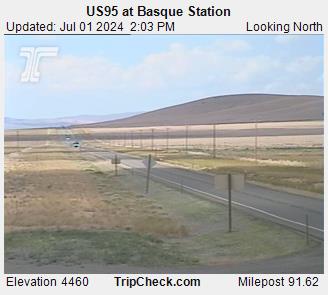 US95 at Basque Station
Updated: Jul 01 2024 2:03 PM Looking North
Elevation 4460 TripCheck.com Milepost 91.62